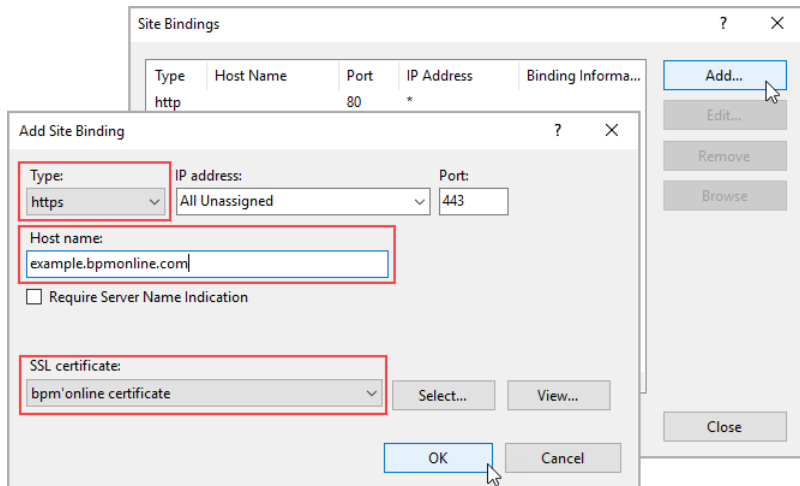 Site Bindings ?
Type Host Name Port IP Address Binding Informa...
http 80 *
Add...
Edit...
Remove
Browse
Close
Add Site Binding ?
Type: IP address: Port:
https All Unassigned 443
Host name:
example.bpmonline.com
Require Server Name Indication
SSL certificate:
bpm'online certificate Select... View...
OK Cancel